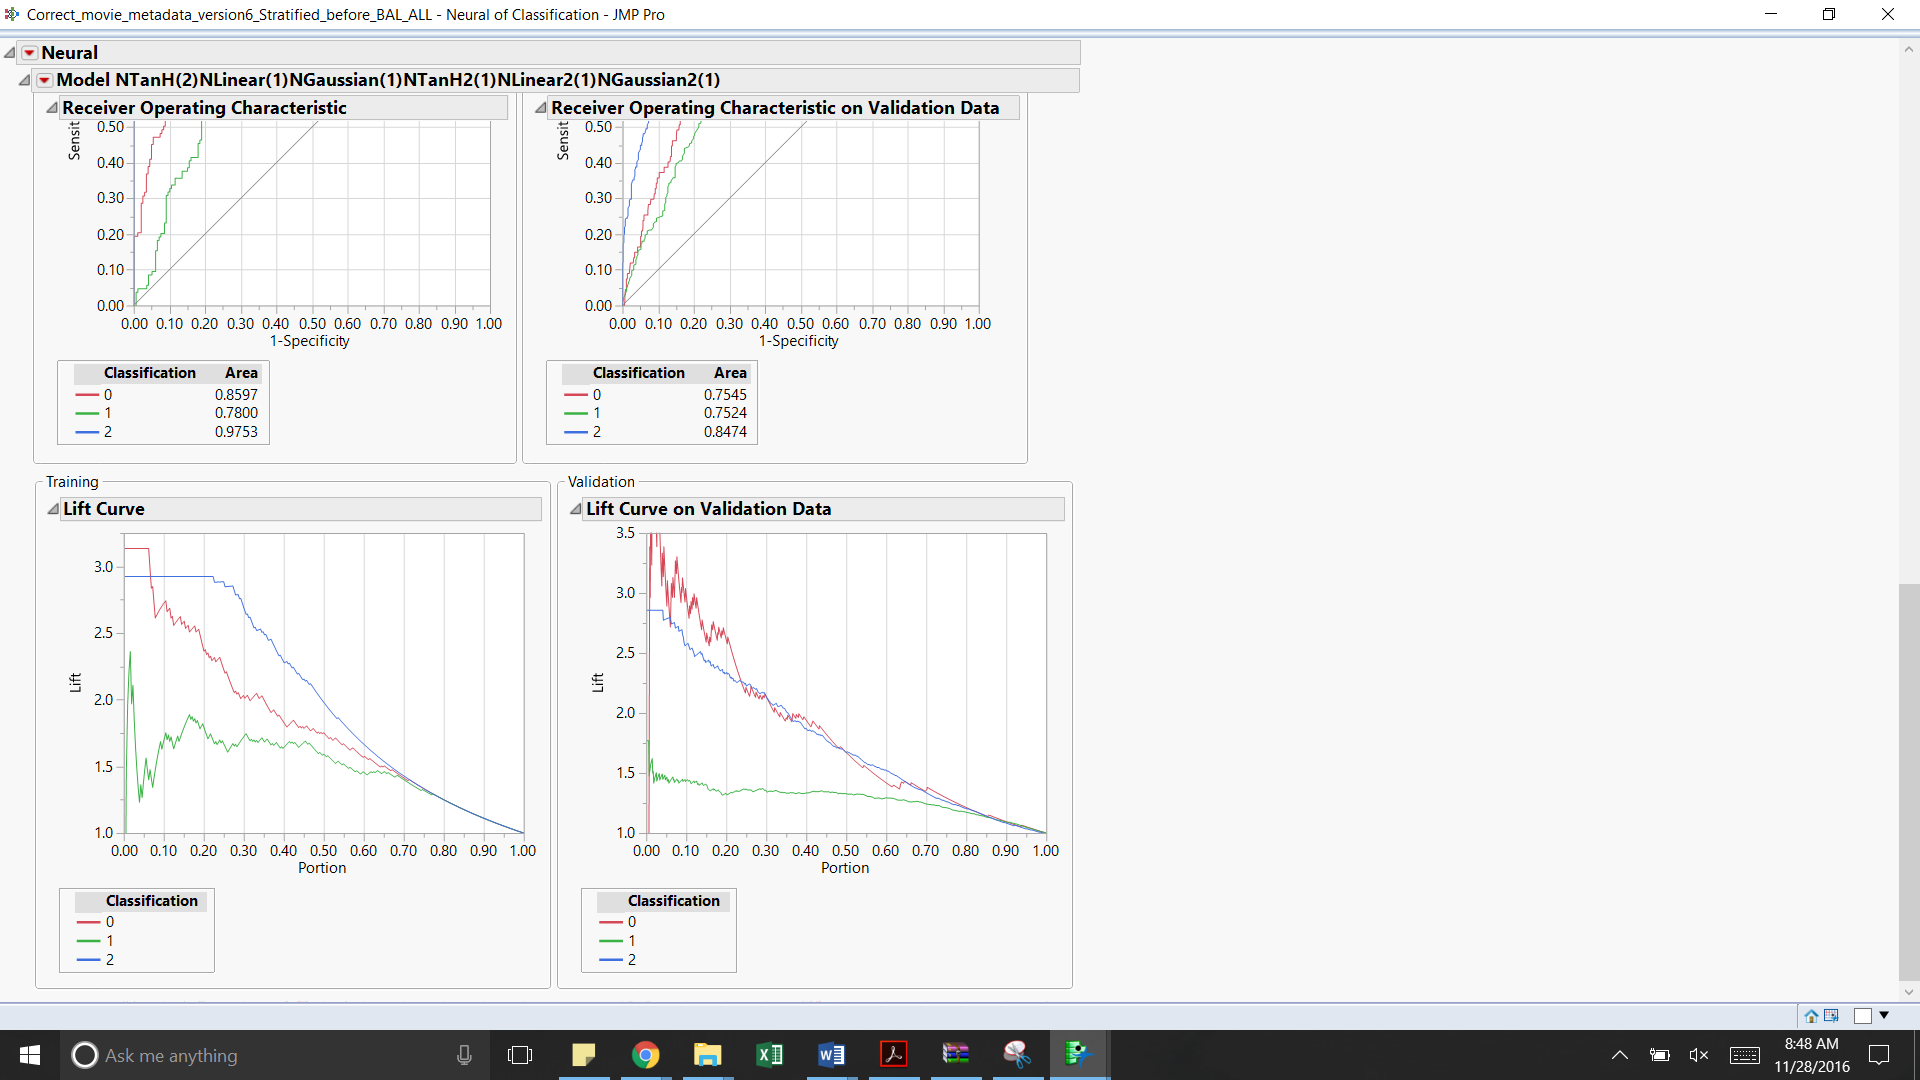 Correct_movie_metadata_version6_Stratified_before_BAL_ALL - Neural of Classification - JMP Pro
Neural
Model NTanH(2)NLinear(1)NGaussian(1)NTanH2(1)NLinear2(1)NGaussian2(1)
Receiver Operating Characteristic
Sensit
0.50
0.40
0.30
0.20
0.10
0.00
0.00 0.10 0.20 0.30 0.40 0.50 0.60 0.70 0.80 0.90 1.00
1-Specificity
Classification Area
0 0.8597
1 0.7800
2 0.9753
Receiver Operating Characteristic on Validation Data
Sensit
0.50
0.40
0.30
0.20
0.10
0.00
0.00 0.10 0.20 0.30 0.40 0.50 0.60 0.70 0.80 0.90 1.00
1-Specificity
Classification Area
0 0.7545
1 0.7524
2 0.8474
Training
Lift Curve
Lift
3.0
2.5
2.0
1.5
1.0
0.00 0.10 0.20 0.30 0.40 0.50 0.60 0.70 0.80 0.90 1.00
Portion
Classification
0
1
2
Validation
Lift Curve on Validation Data
Lift
3.5
3.0
2.5
2.0
1.5
1.0
0.00 0.10 0.20 0.30 0.40 0.50 0.60 0.70 0.80 0.90 1.00
Portion
Classification
0
1
2
Ask me anything
8:48 AM
11/28/2016